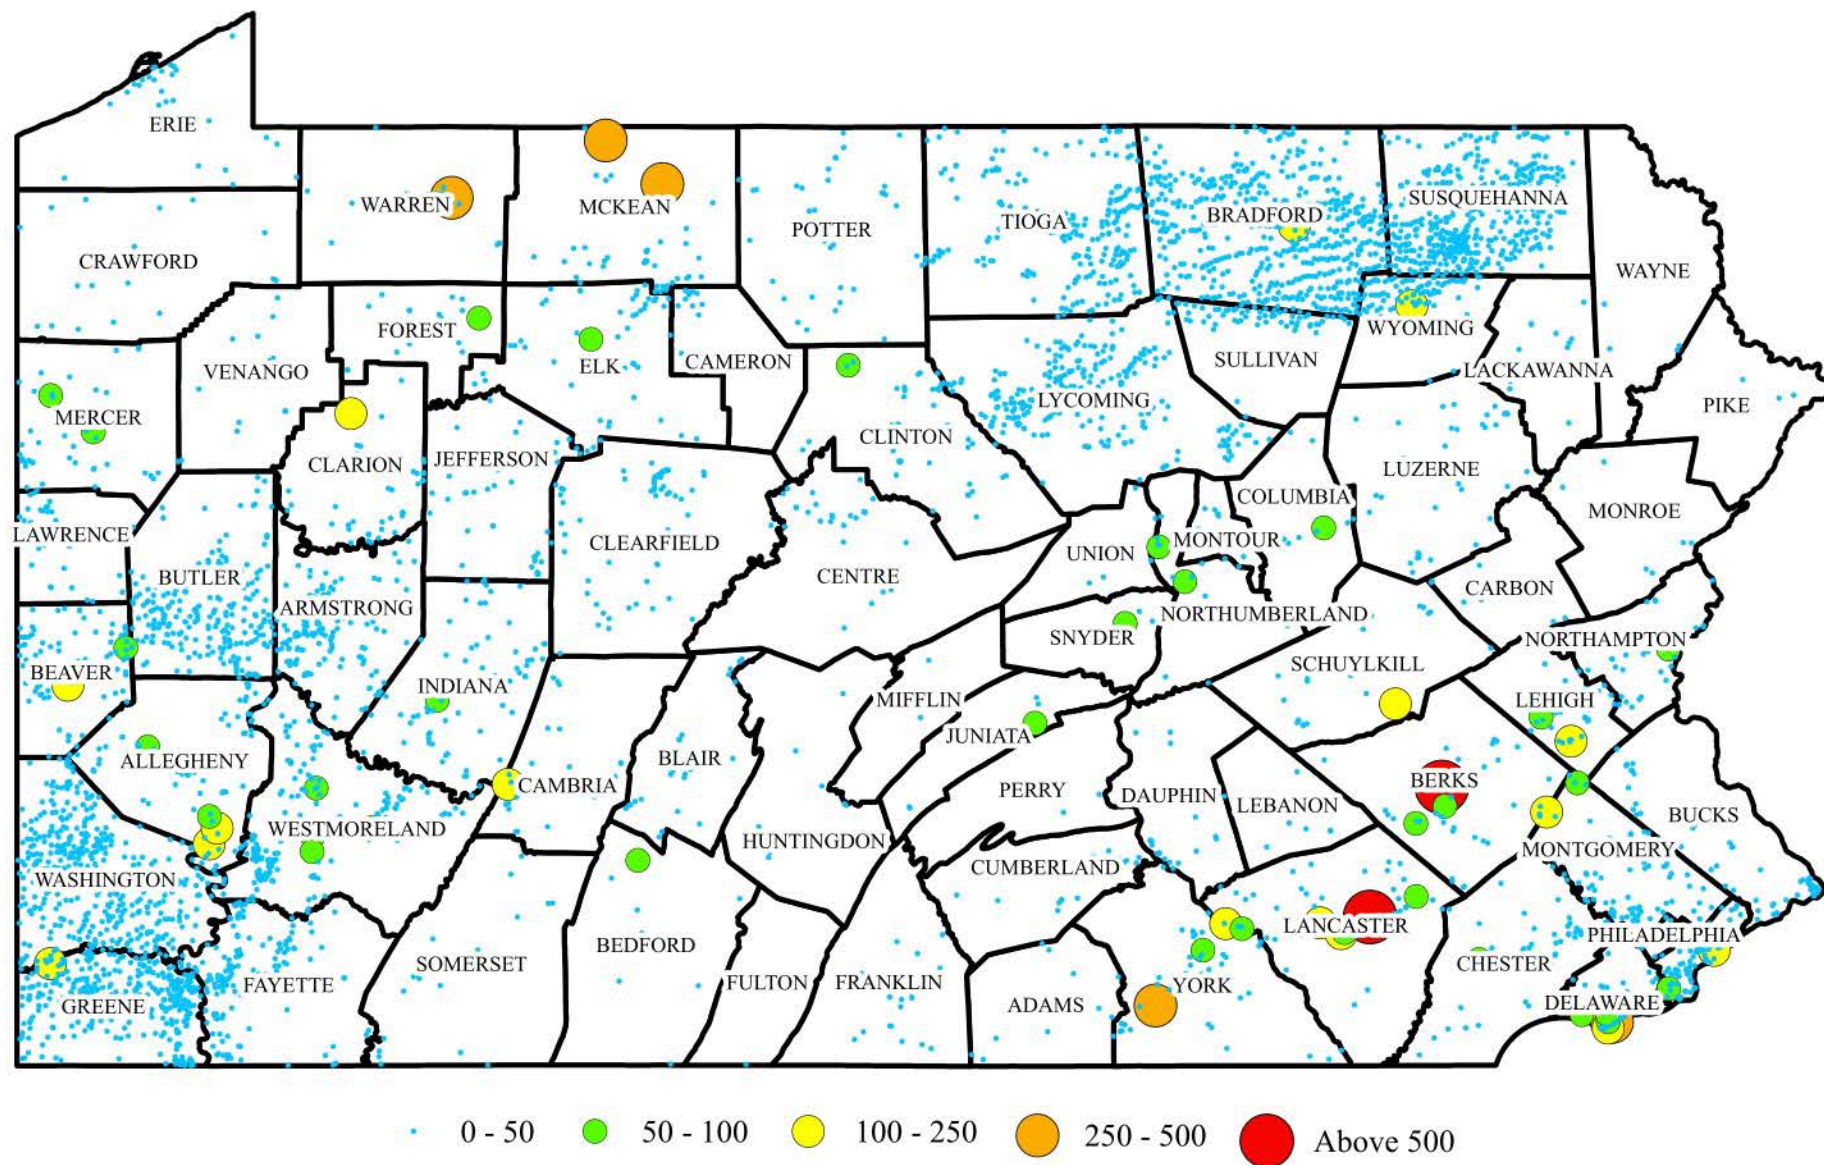 ERIE
WARREN
MCKEAN
POTTER
TIOGA
BRADFORD
SUSQUEHANNA
WAYNE
CRAWFORD
FOREST
ELK
CAMERON
SULLIVAN
WYOMING
LACKAWANNA
VENANGO
MERCER
LYCOMING
PIKE
CLARION
JEFFERSON
CLINTON
LUZERNE
COLUMBIA
MONROE
LAWRENCE
BUTLER
CLEARFIELD
CENTRE
UNION
MONTOUR
CARBON
ARMSTRONG
NORTHUMBERLAND
SNYDER
NORTHAMPTON
BEAVER
INDIANA
SCHUYLKILL
MIFFLIN
LEHIGH
JUNIATA
ALLEGHENY
BLAIR
CAMBRIA
PERRY
DAUPHIN
LEBANON
BERKS
BUCKS
WESTMORELAND
HUNTINGDON
MONTGOMERY
CUMBERLAND
WASHINGTON
LANCASTER
PHILADELPHIA
BEDFORD
SOMERSET
CHESTER
FAYETTE
FULTON
FRANKLIN
YORK
GREENE
ADAMS
DELAWARE
0 - 50 50 - 100 100 - 250 250 - 500 Above 500